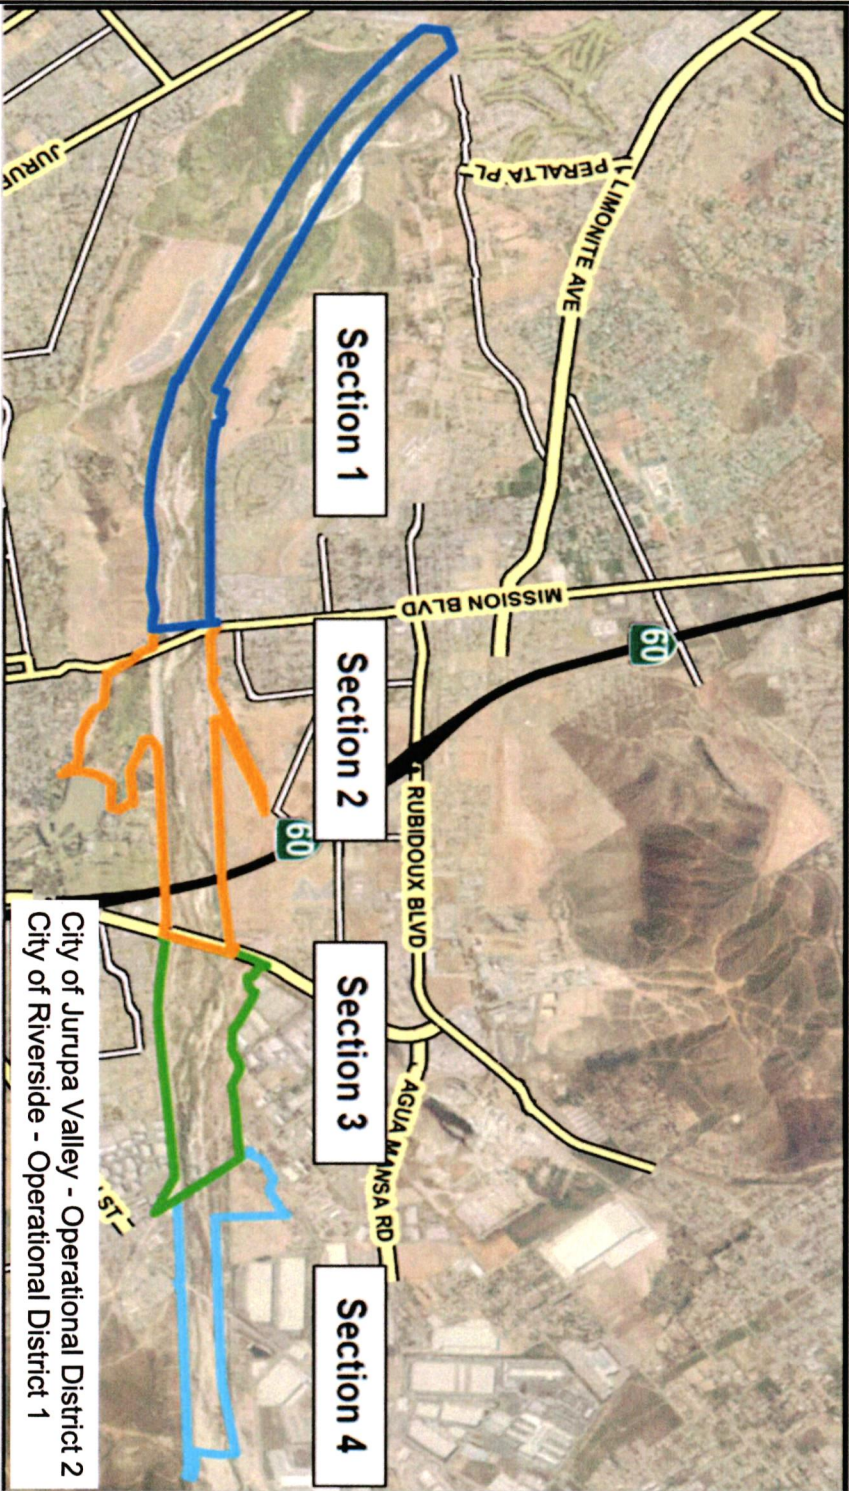 PERALTA PL
LIMONITE AVE
MISSION BLVD
60
RUBIDOUX BLVD
60
AGUA MANSA RD
ST
Section 1
Section 2
Section 3
Section 4
City of Jurupa Valley - Operational District 2
City of Riverside - Operational District 1